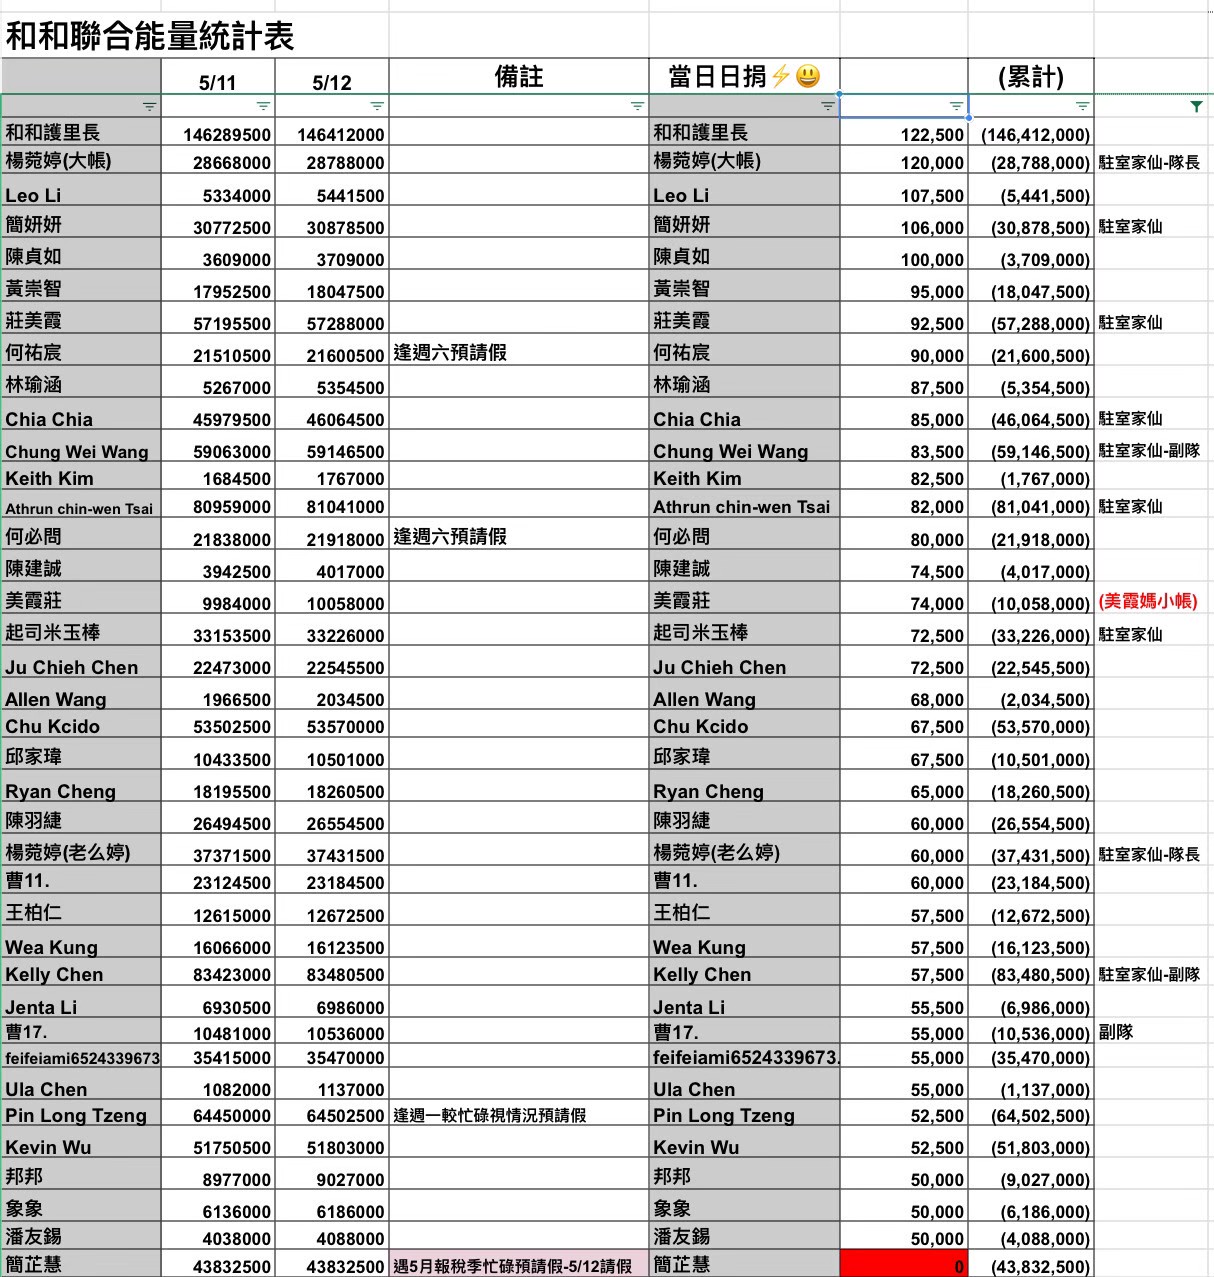 和和聯合能量統計表
5/11 5/12 備註 當日日捐⚡😃 (累計)
和和護里長 146289500 146412000 和和護里長 122,500 (146,412,000)
楊菀婷(大帳) 28668000 28788000 楊菀婷(大帳) 120,000 (28,788,000) 駐室家仙-隊長
Leo Li 5334000 5441500 Leo Li 107,500 (5,441,500)
簡妍妍 30772500 30878500 簡妍妍 106,000 (30,878,500) 駐室家仙
陳貞如 3609000 3709000 陳貞如 100,000 (3,709,000)
黃崇智 17952500 18047500 黃崇智 95,000 (18,047,500)
莊美霞 57195500 57288000 莊美霞 92,500 (57,288,000) 駐室家仙
何祐宸 21510500 21600500 逢週六預請假 何祐宸 90,000 (21,600,500)
林瑜涵 5267000 5354500 林瑜涵 87,500 (5,354,500)
Chia Chia 45979500 46064500 Chia Chia 85,000 (46,064,500) 駐室家仙
Chung Wei Wang 59063000 59146500 Chung Wei Wang 83,500 (59,146,500) 駐室家仙-副隊
Keith Kim 1684500 1767000 Keith Kim 82,500 (1,767,000)
Athrun chin-wen Tsai 80959000 81041000 Athrun chin-wen Tsai 82,000 (81,041,000) 駐室家仙
何必問 21838000 21918000 逢週六預請假 何必問 80,000 (21,918,000)
陳建誠 3942500 4017000 陳建誠 74,500 (4,017,000)
美霞莊 9984000 10058000 美霞莊 74,000 (10,058,000) (美霞媽小帳)
起司米玉棒 33153500 33226000 起司米玉棒 72,500 (33,226,000) 駐室家仙
Ju Chieh Chen 22473000 22545500 Ju Chieh Chen 72,500 (22,545,500)
Allen Wang 1966500 2034500 Allen Wang 68,000 (2,034,500)
Chu Kcido 53502500 53570000 Chu Kcido 67,500 (53,570,000)
邱家瑋 10433500 10501000 邱家瑋 67,500 (10,501,000)
Ryan Cheng 18195500 18260500 Ryan Cheng 65,000 (18,260,500)
陳羽緁 26494500 26554500 陳羽緁 60,000 (26,554,500)
楊菀婷(老么婷) 37371500 37431500 楊菀婷(老么婷) 60,000 (37,431,500) 駐室家仙-隊長
曹11. 23124500 23184500 曹11. 60,000 (23,184,500)
王柏仁 12615000 12672500 王柏仁 57,500 (12,672,500)
Wea Kung 16066000 16123500 Wea Kung 57,500 (16,123,500)
Kelly Chen 83423000 83480500 Kelly Chen 57,500 (83,480,500) 駐室家仙-副隊
Jenta Li 6930500 6986000 Jenta Li 55,500 (6,986,000)
曹17. 10481000 10536000 曹17. 55,000 (10,536,000) 副隊
feifeiami6524339673 35415000 35470000 feifeiami6524339673. 55,000 (35,470,000)
Ula Chen 1082000 1137000 Ula Chen 55,000 (1,137,000)
Pin Long Tzeng 64450000 64502500 逢週一較忙碌視情況預請假 Pin Long Tzeng 52,500 (64,502,500)
Kevin Wu 51750500 51803000 Kevin Wu 52,500 (51,803,000)
邦邦 8977000 9027000 邦邦 50,000 (9,027,000)
象象 6136000 6186000 象象 50,000 (6,186,000)
潘友錫 4038000 4088000 潘友錫 50,000 (4,088,000)
簡芷慧 43832500 43832500 遇5月報稅季忙碌預請假-5/12請假 簡芷慧 0 (43,832,500)